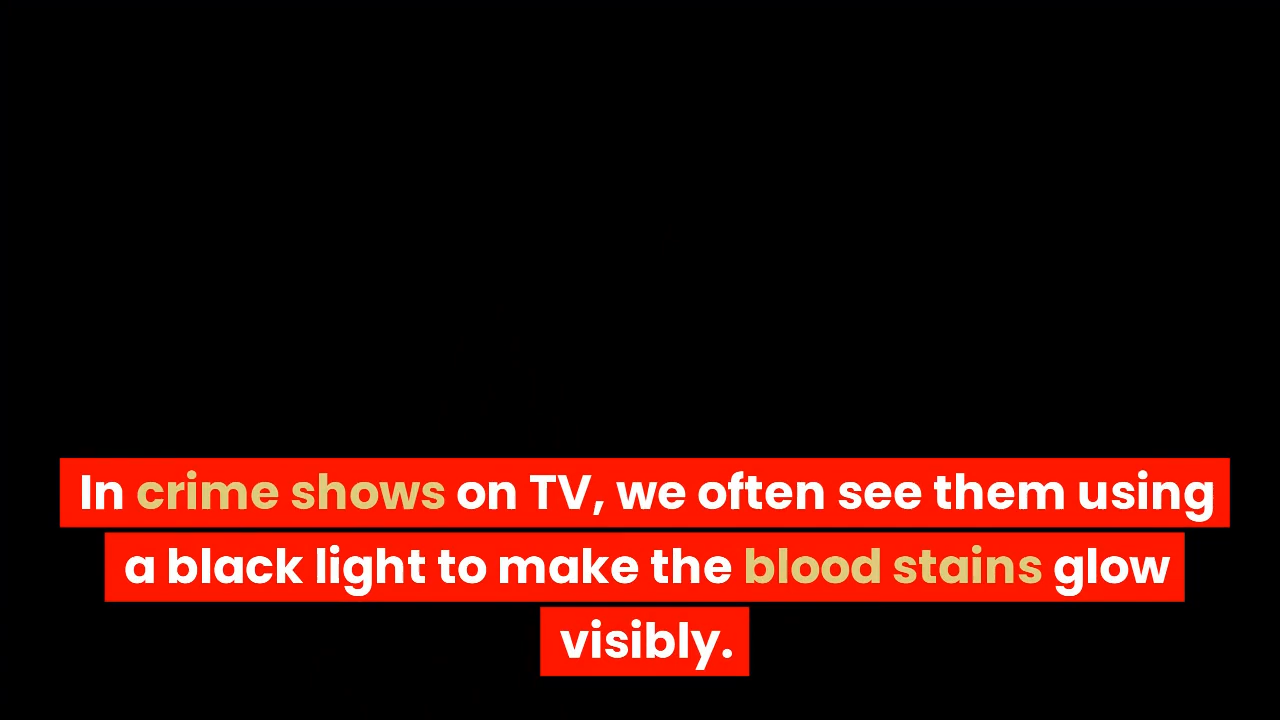 In crime shows on TV, we often see them using
a black light to make the blood stains glow
visibly.